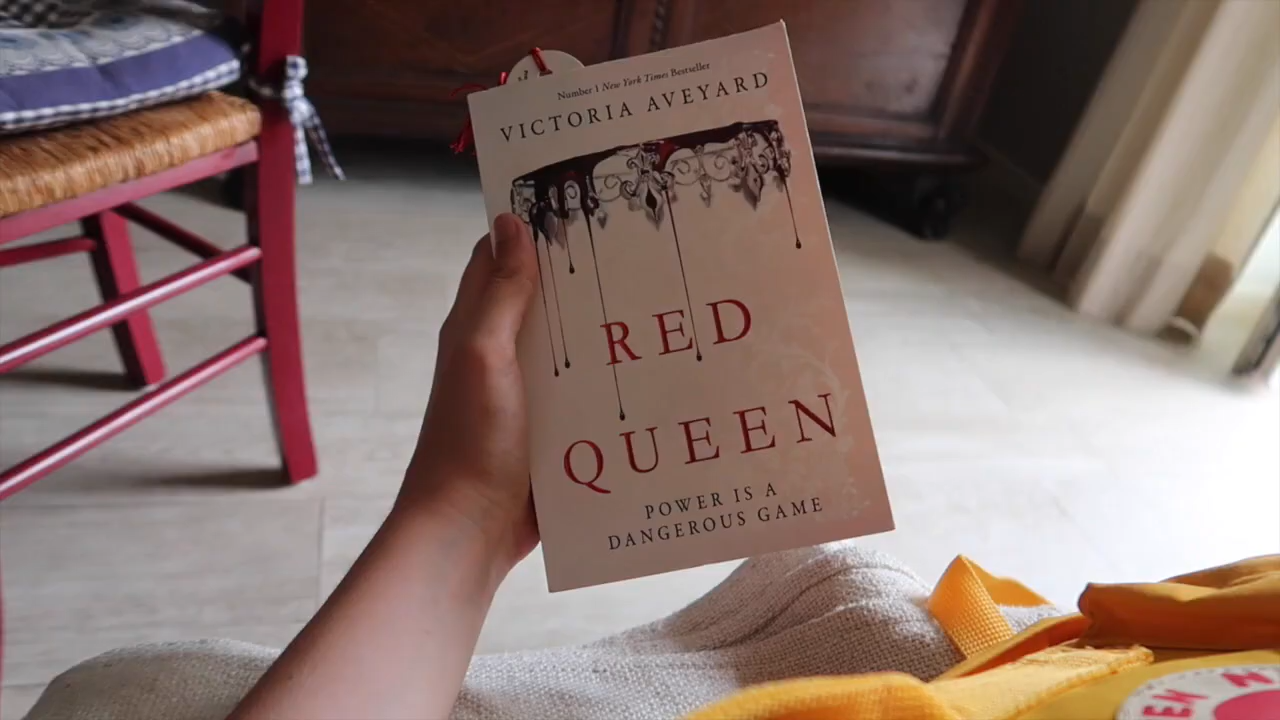 Number 1 New York Times Bestseller
VICTORIA AVEYARD
RED
QUEEN
POWER IS A
DANGEROUS GAME